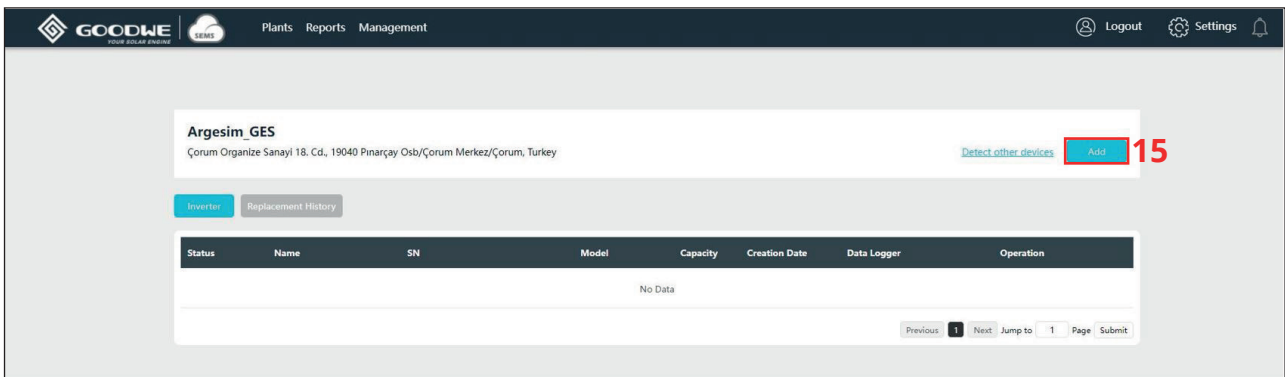 GOODWE YOUR SOLAR ENGINE SEMS Plants Reports Management Logout Settings
Argesim_GES
Çorum Organize Sanayi 18. Cd., 19040 Pınarçay Osb/Çorum Merkez/Çorum, Turkey
Detect other devices Add 15
Inverter Replacement History
Status Name SN Model Capacity Creation Date Data Logger Operation
No Data
Previous 1 Next Jump to 1 Page Submit